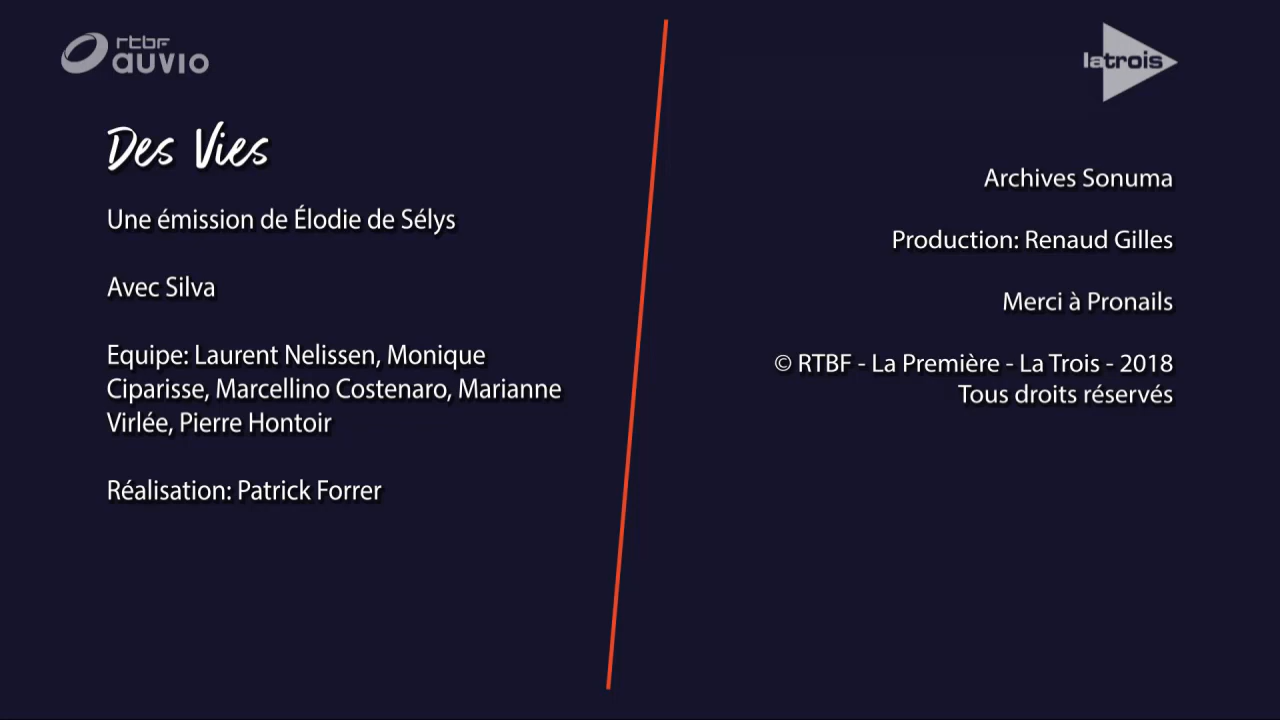 rtbf
auvio
latrois
Des Vies
Une émission de Élodie de Sélys
Avec Silva
Equipe: Laurent Nelissen, Monique
Ciparisse, Marcellino Costenaro, Marianne
Virlée, Pierre Hontoir
Réalisation: Patrick Forrer
Archives Sonuma
Production: Renaud Gilles
Merci à Pronails
© RTBF - La Première - La Trois - 2018
Tous droits réservés